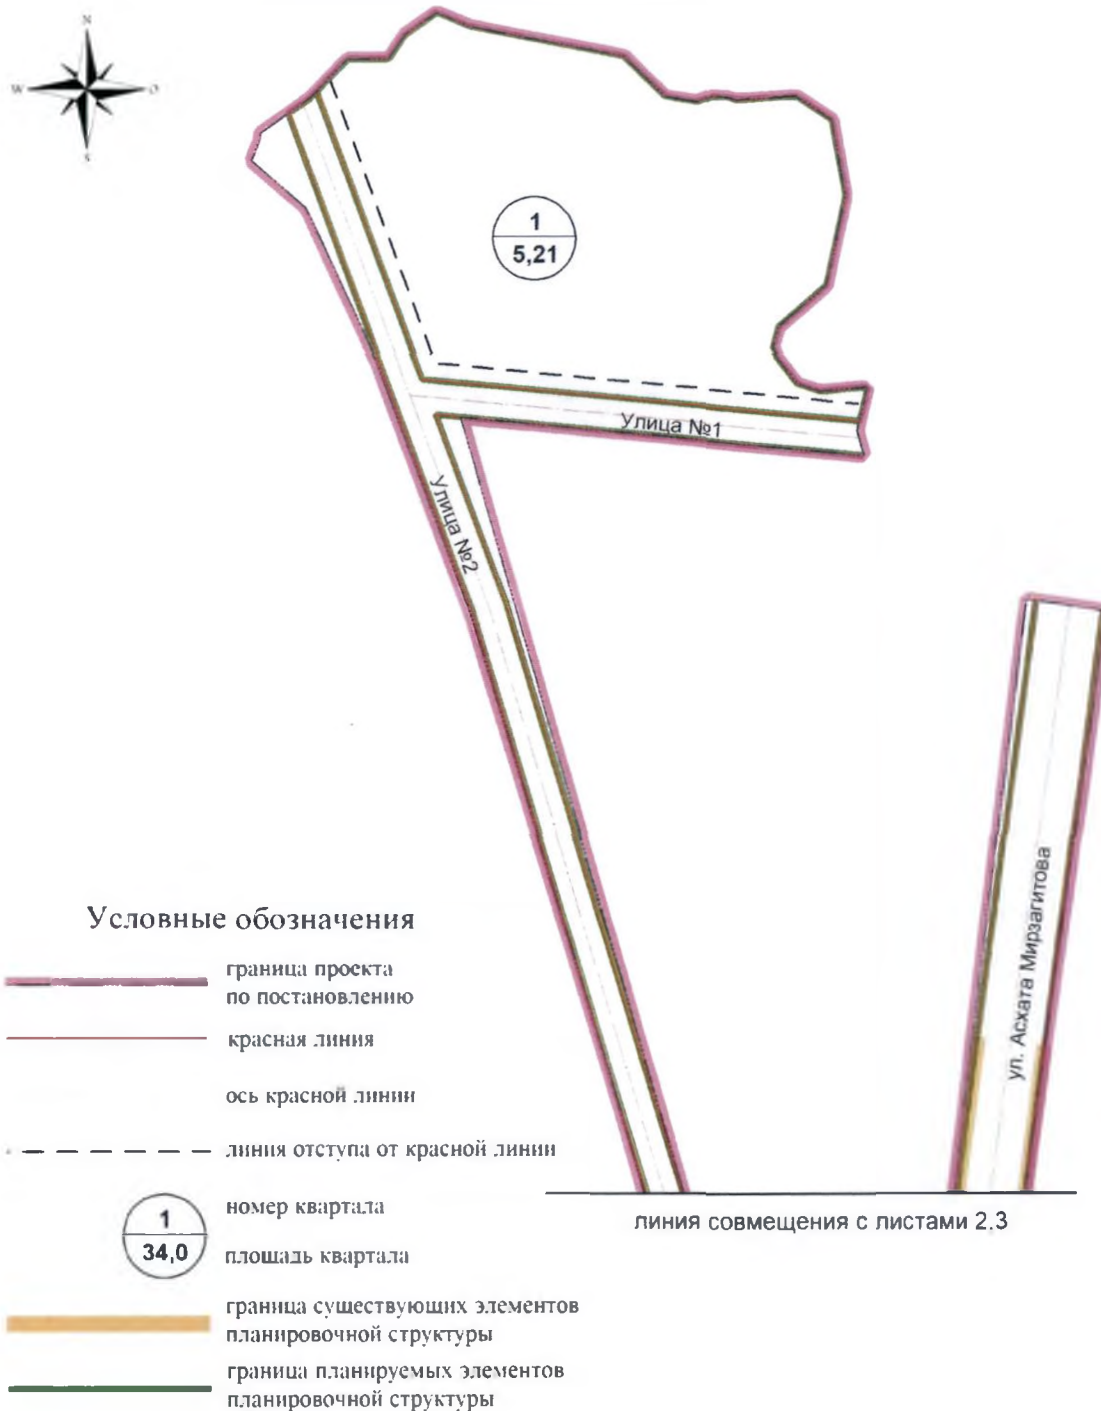 N
W
O
S
1
5,21
Улица №1
Улица №2
ул. Асхата Мирзагитова
Условные обозначения
граница проекта
по постановлению
красная линия
ось красной линии
линия отступа от красной линии
1
34,0
номер квартала
площадь квартала
линия совмещения с листами 2.3
граница существующих элементов
планировочной структуры
граница планируемых элементов
планировочной структуры